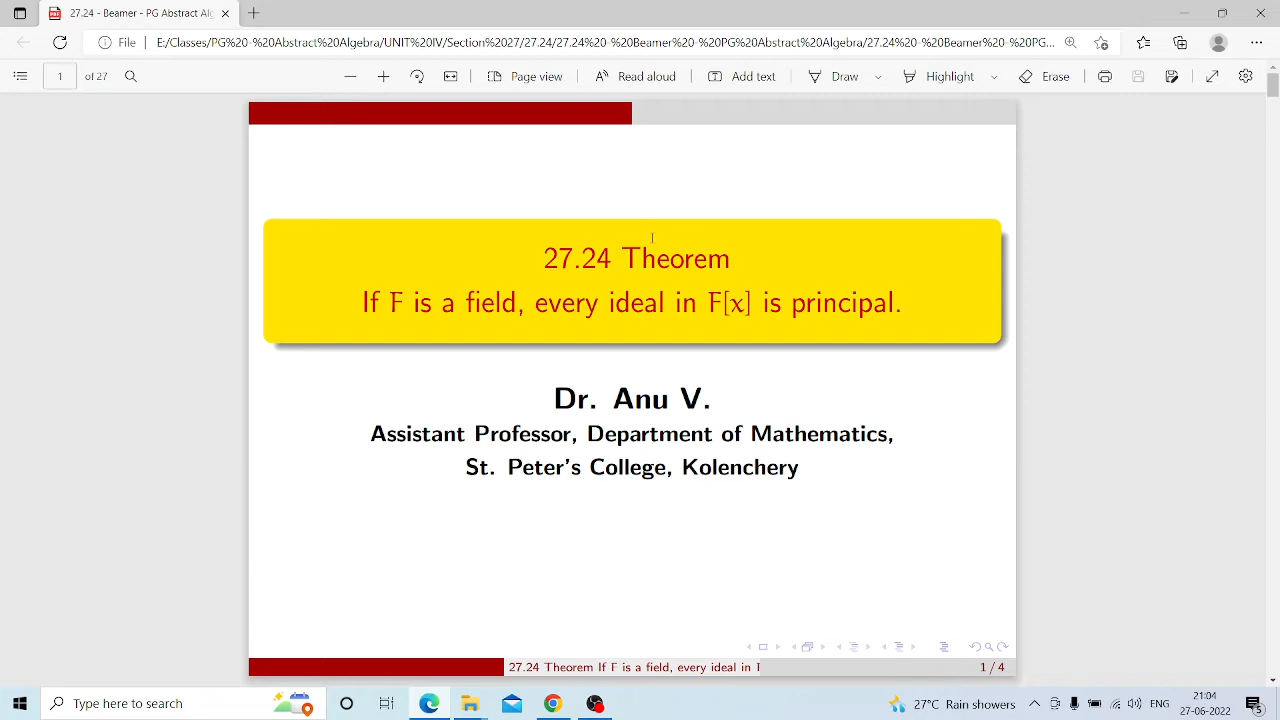 27.24 - Beamer - PG Abstract Alg
File
E:/Classes/PG%20-%20Abstract%20Algebra/UNIT%20IV/Section%2027/27.24/27.24%20-%20Beamer%20-%20PG%20Abstract%20Algebra/27.24%20-%20Beamer%20-%20PG...
1 of 27
Page view
Read aloud
Add text
Draw
Highlight
Erase
27.24 Theorem
If F is a field, every ideal in F[x] is principal.
Dr. Anu V.
Assistant Professor, Department of Mathematics,
St. Peter's College, Kolenchery
27.24 Theorem If F is a field, every ideal in F
1 / 4
Type here to search
27°C Rain showers
21:04
27-06-2022